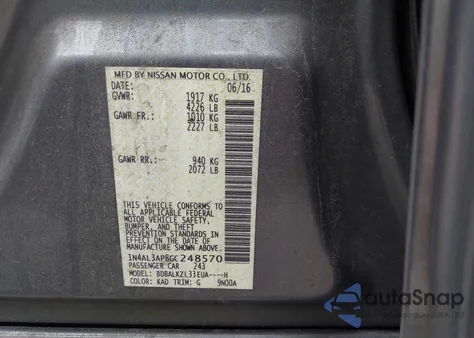 MFD BY NISSAN MOTOR CO., LTD.
DATE: 06/16
GVWR: 1917 KG
4226 LB
GAWR FR.: 1010 KG
2227 LB
GAWR RR.: 940 KG
2072 LB
THIS VEHICLE CONFORMS TO
ALL APPLICABLE FEDERAL
MOTOR VEHICLE SAFETY,
BUMPER, AND THEFT
PREVENTION STANDARDS IN
EFFECT ON THE DATE OF
MANUFACTURE SHOWN ABOVE.
1N4AL3AP8GC248570
PASSENGER CAR 243
MODEL: BDBALKZL33EUA----H
COLOR: KAD TRIM: G 9N00A
autoSnap